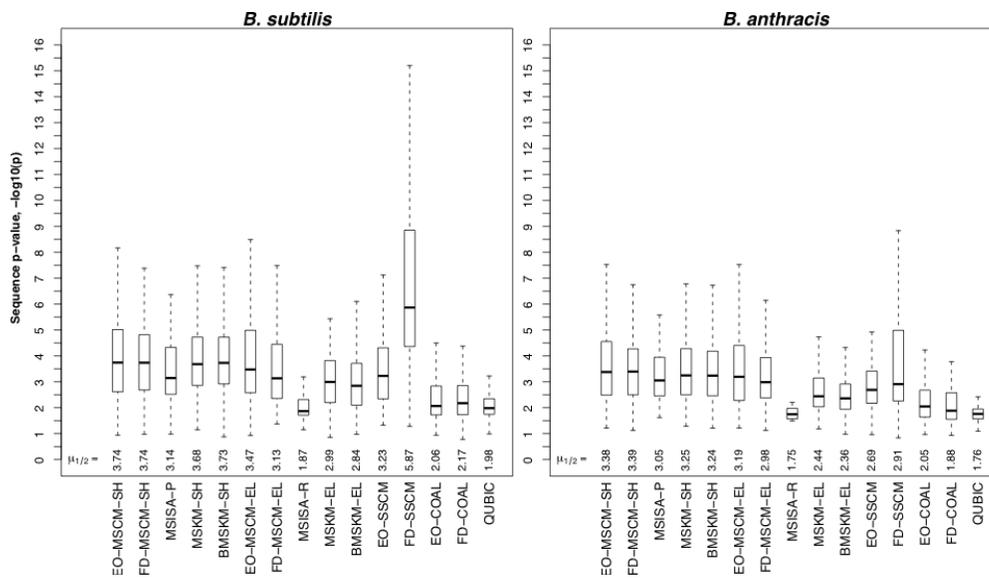 B. subtilis
B. anthracis
Sequence p-value, -log10(p)
16
15
14
13
12
11
10
9
8
7
6
5
4
3
2
1
0
μ1/2 =
3.74
3.74
3.14
3.68
3.73
3.47
3.13
1.87
2.99
2.84
3.23
5.87
2.06
2.17
1.98
EO-MSCM-SH
FD-MSCM-SH
MSISA-P
MSKM-SH
BMSKM-SH
EO-MSCM-EL
FD-MSCM-EL
MSISA-R
MSKM-EL
BMSKM-EL
EO-SSCM
FD-SSCM
EO-COAL
FD-COAL
QUBIC
16
15
14
13
12
11
10
9
8
7
6
5
4
3
2
1
0
μ1/2 =
3.38
3.39
3.05
3.25
3.24
3.19
2.98
1.75
2.44
2.36
2.69
2.91
2.05
1.88
1.76
EO-MSCM-SH
FD-MSCM-SH
MSISA-P
MSKM-SH
BMSKM-SH
EO-MSCM-EL
FD-MSCM-EL
MSISA-R
MSKM-EL
BMSKM-EL
EO-SSCM
FD-SSCM
EO-COAL
FD-COAL
QUBIC